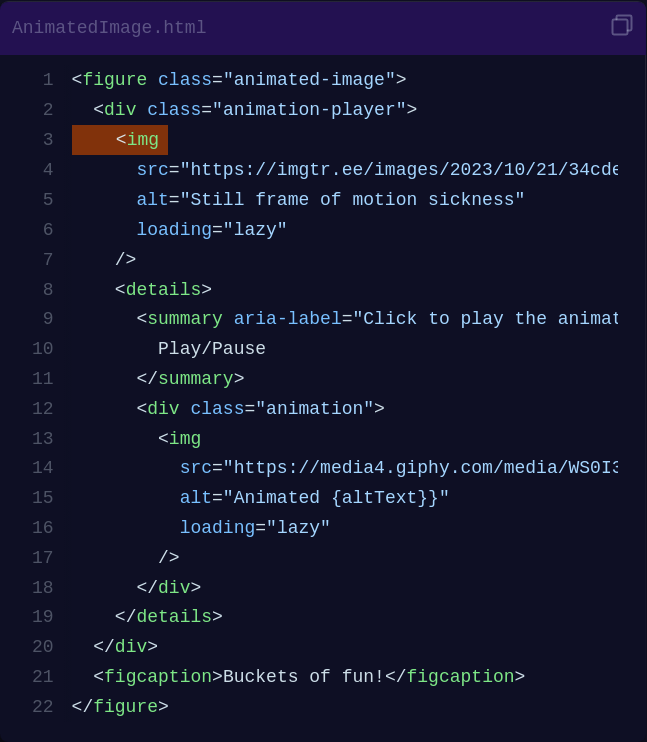 AnimatedImage.html
1 <figure class="animated-image">
2   <div class="animation-player">
3     <img
4       src="https://imgtr.ee/images/2023/10/21/34cde
5       alt="Still frame of motion sickness"
6       loading="lazy"
7     />
8     <details>
9       <summary aria-label="Click to play the animat
10         Play/Pause
11       </summary>
12       <div class="animation">
13         <img
14           src="https://media4.giphy.com/media/WS0I3
15           alt="Animated {altText}}"
16           loading="lazy"
17         />
18       </div>
19     </details>
20   </div>
21   <figcaption>Buckets of fun!</figcaption>
22 </figure>